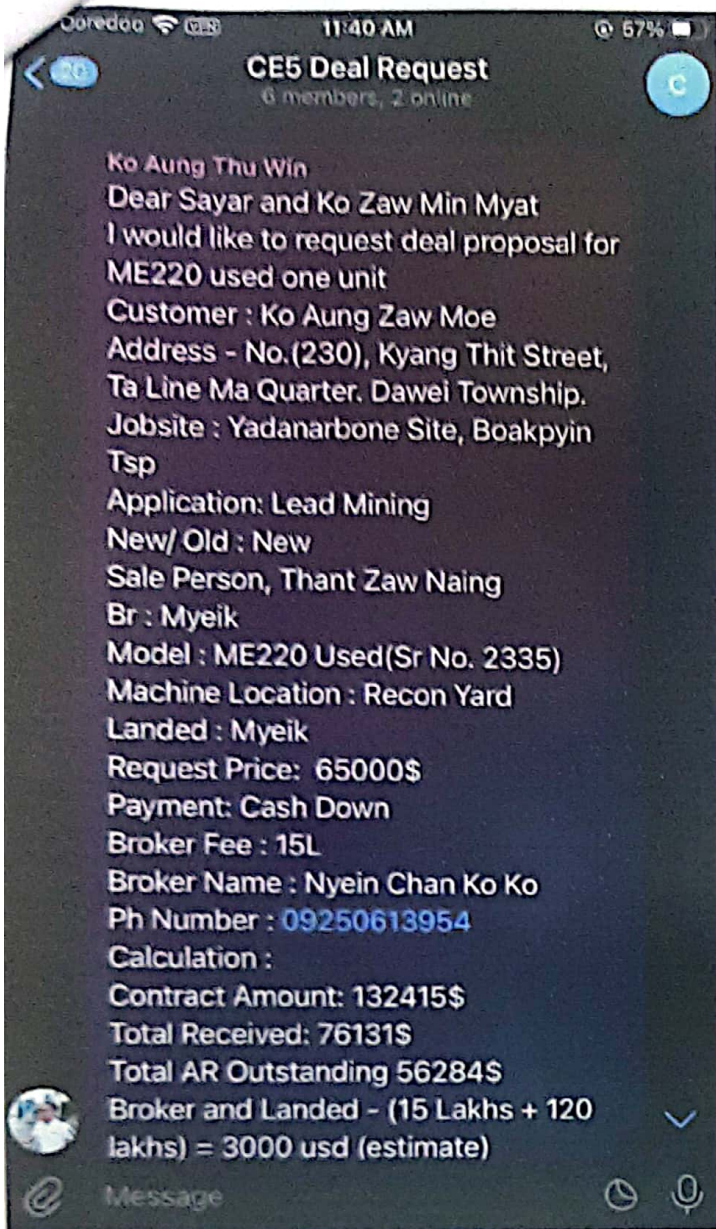 Ooredoo
11:40 AM
57%
20
CE5 Deal Request
C
6 members, 2 online
Ko Aung Thu Win
Dear Sayar and Ko Zaw Min Myat
I would like to request deal proposal for
ME220 used one unit
Customer : Ko Aung Zaw Moe
Address - No.(230), Kyang Thit Street,
Ta Line Ma Quarter. Dawei Township.
Jobsite : Yadanarbone Site, Boakpyin
Tsp
Application: Lead Mining
New/ Old : New
Sale Person, Thant Zaw Naing
Br : Myeik
Model : ME220 Used(Sr No. 2335)
Machine Location : Recon Yard
Landed : Myeik
Request Price:  65000$
Payment: Cash Down
Broker Fee : 15L
Broker Name : Nyein Chan Ko Ko
Ph Number : 09250613954
Calculation :
Contract Amount: 132415$
Total Received: 76131$
Total AR Outstanding 56284$
Broker and Landed - (15 Lakhs + 120
lakhs) = 3000 usd (estimate)
Message